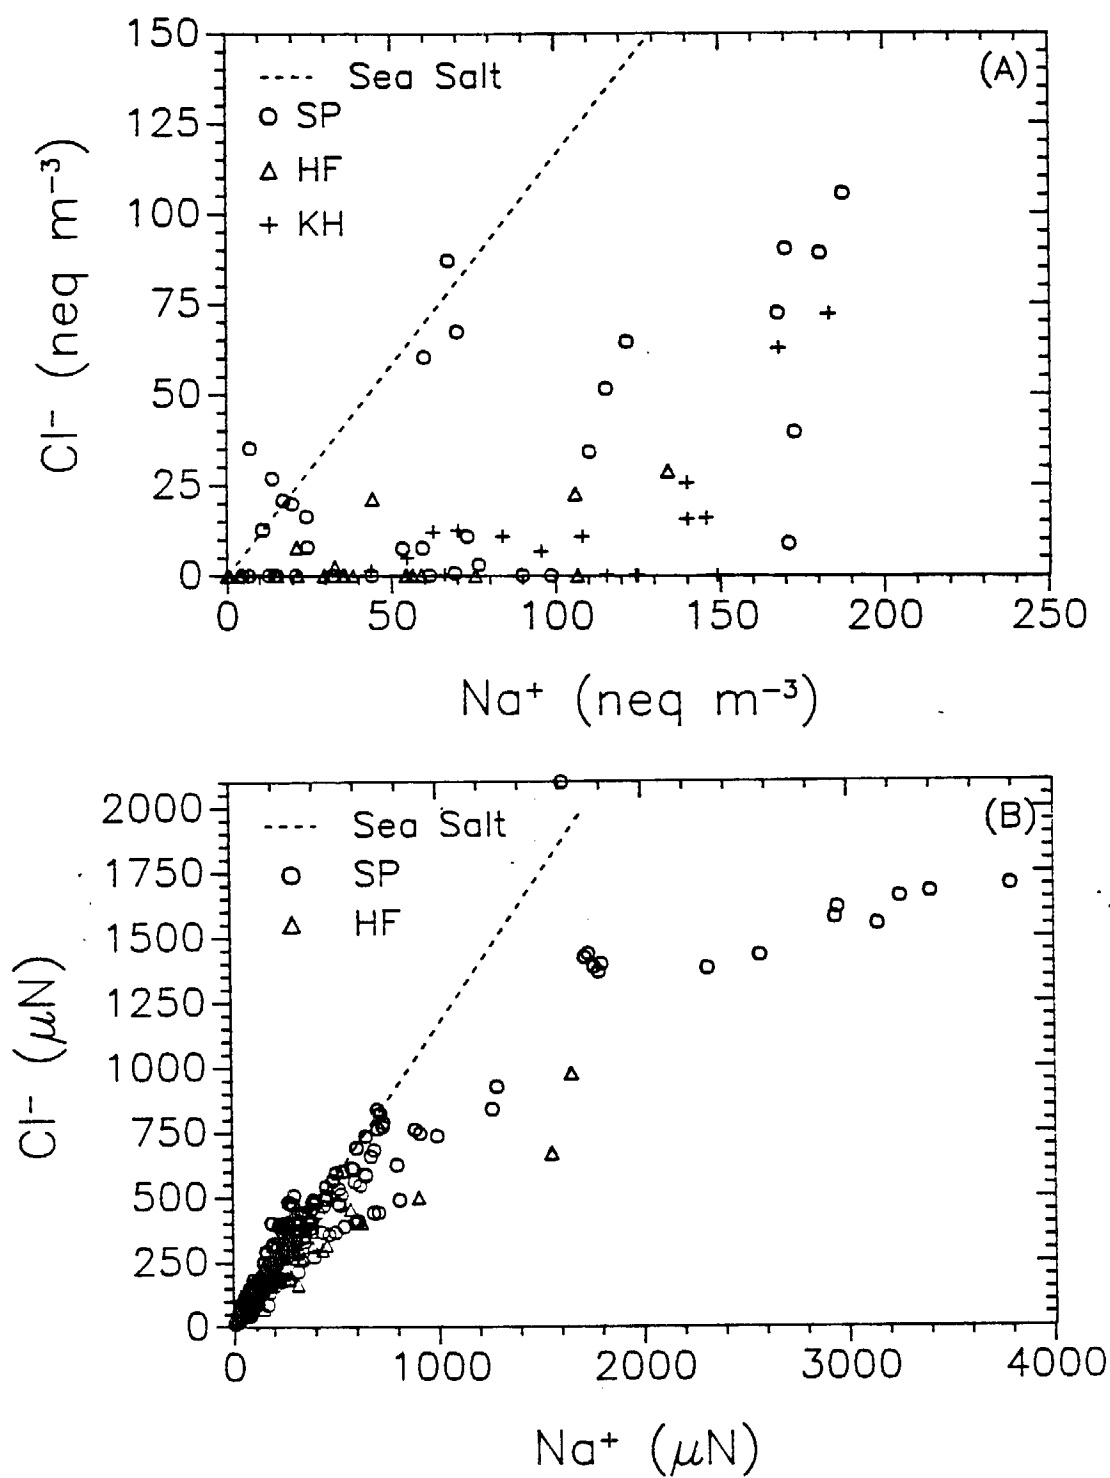 150
125
100
75
50
25
0
Cl⁻ (neq m⁻³)
Sea Salt
SP
HF
KH
(A)
0 50 100 150 200 250
Na⁺ (neq m⁻³)
2000
1750
1500
1250
1000
750
500
250
0
Cl⁻ (μN)
Sea Salt
SP
HF
(B)
0 1000 2000 3000 4000
Na⁺ (μN)